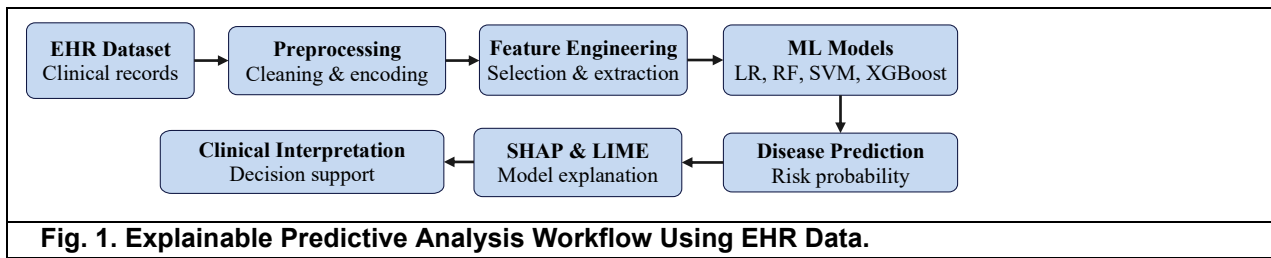 EHR Dataset
Clinical records
Preprocessing
Cleaning & encoding
Feature Engineering
Selection & extraction
ML Models
LR, RF, SVM, XGBoost
Disease Prediction
Risk probability
SHAP & LIME
Model explanation
Clinical Interpretation
Decision support
Fig. 1. Explainable Predictive Analysis Workflow Using EHR Data.